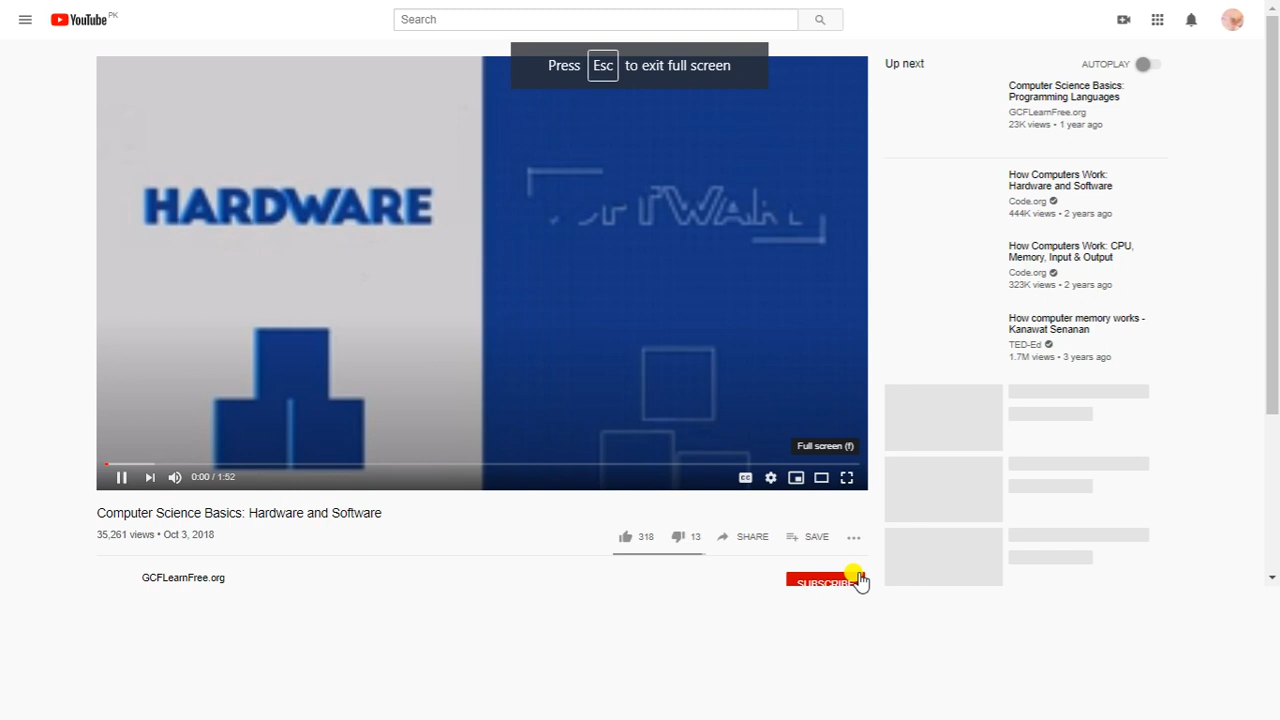 YouTube PK
Search
Press Esc to exit full screen
HARDWARE
Full screen (f)
0:00 / 1:52
CC
Computer Science Basics: Hardware and Software
35,261 views • Oct 3, 2018
318
13
SHARE
SAVE
GCFLearnFree.org
SUBSCRIBE
Up next
AUTOPLAY
Computer Science Basics:
Programming Languages
GCFLearnFree.org
23K views • 1 year ago
How Computers Work:
Hardware and Software
Code.org
444K views • 2 years ago
How Computers Work: CPU,
Memory, Input & Output
Code.org
323K views • 2 years ago
How computer memory works -
Kanawat Senanan
TED-Ed
1.7M views • 3 years ago